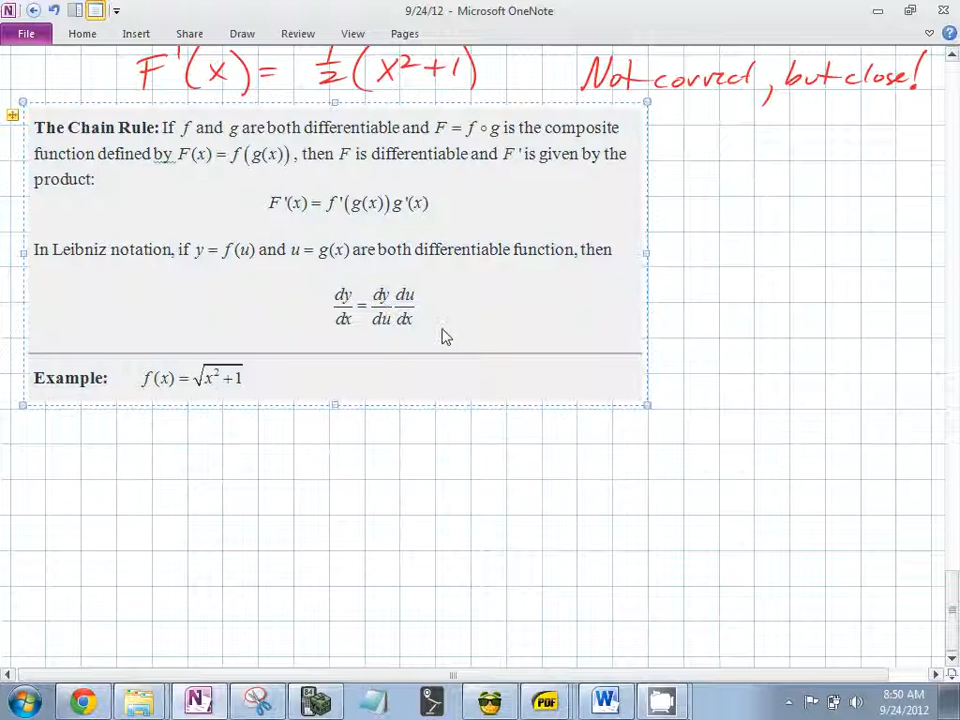 9/24/12 - Microsoft OneNote
File Home Insert Share Draw Review View Pages
F'(x) = 1/2(x²+1) Not correct, but close!
The Chain Rule: If f and g are both differentiable and F = f ∘ g is the composite
function defined by F(x) = f(g(x)), then F is differentiable and F' is given by the
product:
F'(x) = f'(g(x))g'(x)
In Leibniz notation, if y = f(u) and u = g(x) are both differentiable function, then
dy/dx = dy/du du/dx
Example: f(x) = √(x²+1)
8:50 AM
9/24/2012